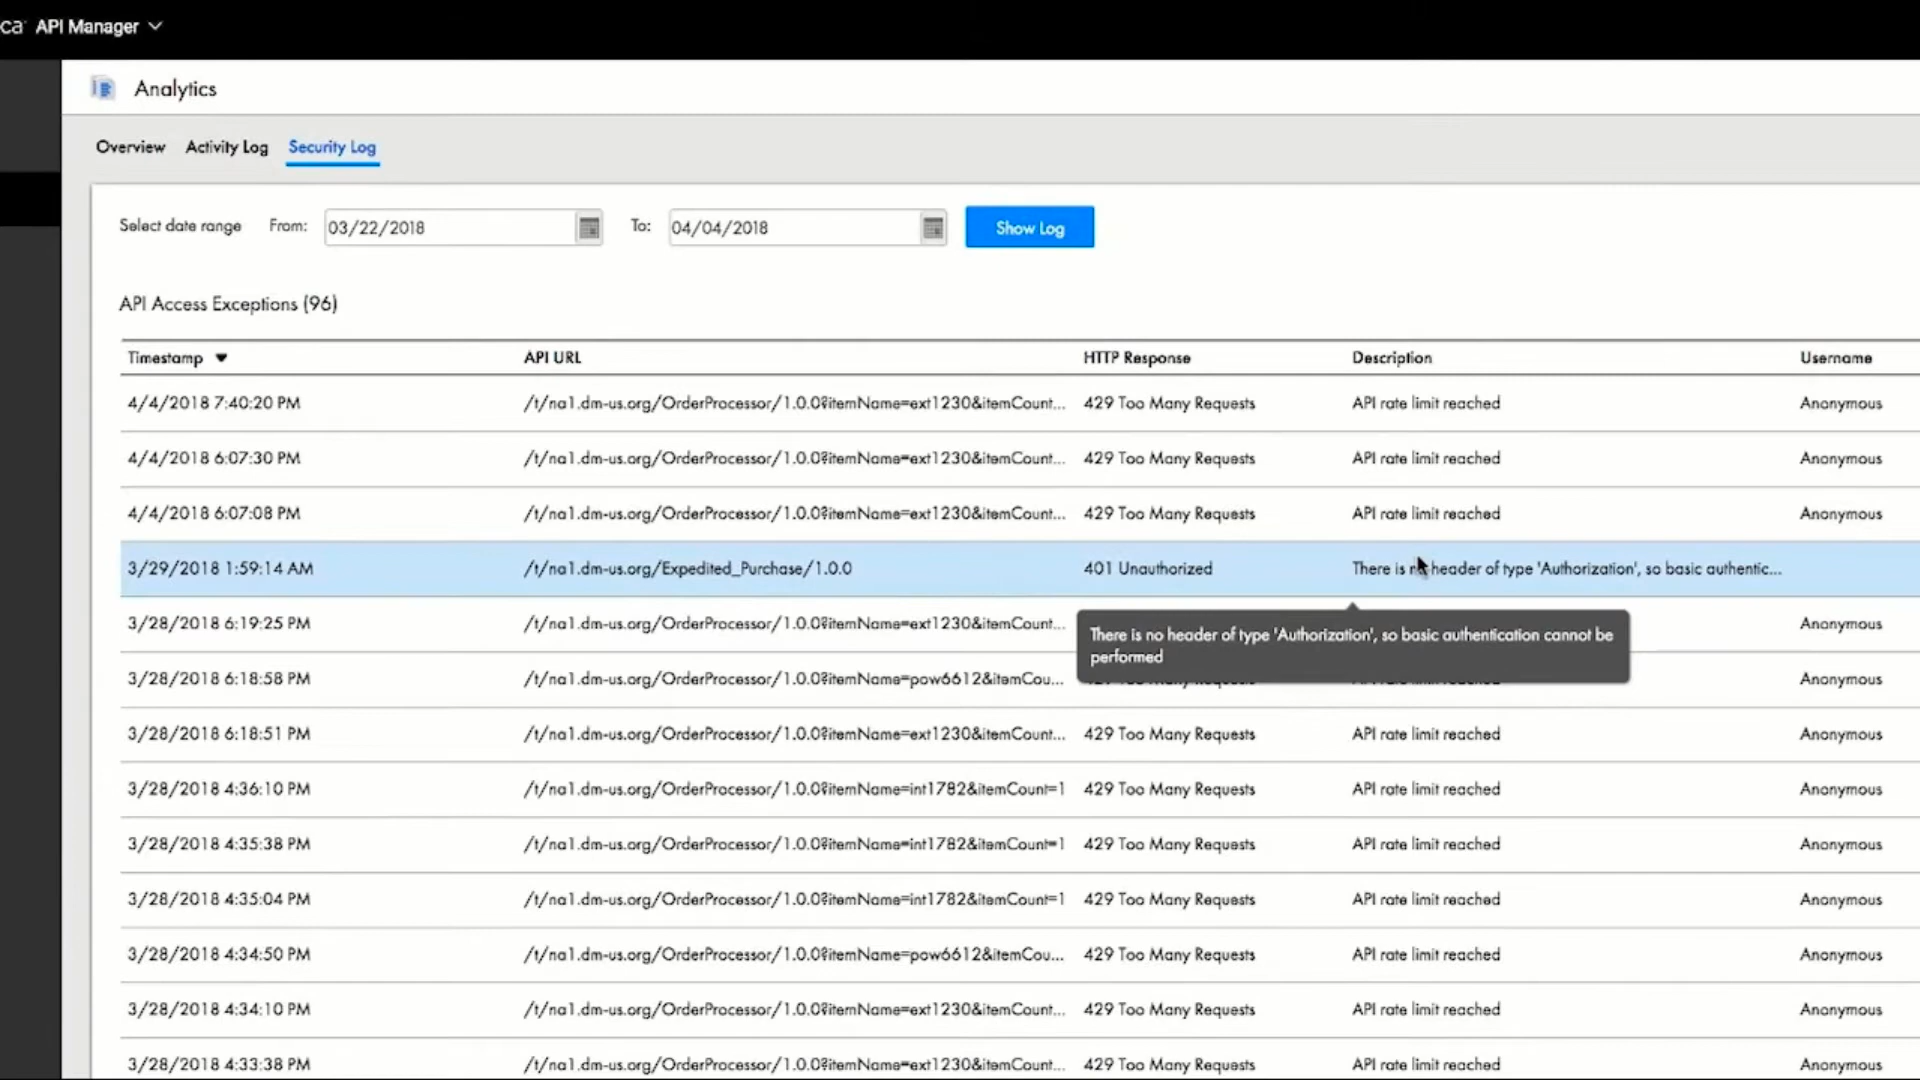 ca API Manager
Analytics
Overview Activity Log Security Log
Select date range From: 03/22/2018 To: 04/04/2018 Show Log
API Access Exceptions (96)
Timestamp API URL HTTP Response Description Username
4/4/2018 7:40:20 PM /t/na1.dm-us.org/OrderProcessor/1.0.0?itemName=ext1230&itemCount... 429 Too Many Requests API rate limit reached Anonymous
4/4/2018 6:07:30 PM /t/na1.dm-us.org/OrderProcessor/1.0.0?itemName=ext1230&itemCount... 429 Too Many Requests API rate limit reached Anonymous
4/4/2018 6:07:08 PM /t/na1.dm-us.org/OrderProcessor/1.0.0?itemName=ext1230&itemCount... 429 Too Many Requests API rate limit reached Anonymous
3/29/2018 1:59:14 AM /t/na1.dm-us.org/Expedited_Purchase/1.0.0 401 Unauthorized There is no header of type 'Authorization', so basic authentic...
There is no header of type 'Authorization', so basic authentication cannot be
performed
3/28/2018 6:19:25 PM /t/na1.dm-us.org/OrderProcessor/1.0.0?itemName=ext1230&itemCount... Anonymous
3/28/2018 6:18:58 PM /t/na1.dm-us.org/OrderProcessor/1.0.0?itemName=pow6612&itemCou... Anonymous
3/28/2018 6:18:51 PM /t/na1.dm-us.org/OrderProcessor/1.0.0?itemName=ext1230&itemCount... 429 Too Many Requests API rate limit reached Anonymous
3/28/2018 4:36:10 PM /t/na1.dm-us.org/OrderProcessor/1.0.0?itemName=int1782&itemCount=1 429 Too Many Requests API rate limit reached Anonymous
3/28/2018 4:35:38 PM /t/na1.dm-us.org/OrderProcessor/1.0.0?itemName=int1782&itemCount=1 429 Too Many Requests API rate limit reached Anonymous
3/28/2018 4:35:04 PM /t/na1.dm-us.org/OrderProcessor/1.0.0?itemName=int1782&itemCount=1 429 Too Many Requests API rate limit reached Anonymous
3/28/2018 4:34:50 PM /t/na1.dm-us.org/OrderProcessor/1.0.0?itemName=pow6612&itemCou... 429 Too Many Requests API rate limit reached Anonymous
3/28/2018 4:34:10 PM /t/na1.dm-us.org/OrderProcessor/1.0.0?itemName=ext1230&itemCount... 429 Too Many Requests API rate limit reached Anonymous
3/28/2018 4:33:38 PM /t/na1.dm-us.org/OrderProcessor/1.0.0?itemName=ext1230&itemCount... 429 Too Many Requests API rate limit reached Anonymous